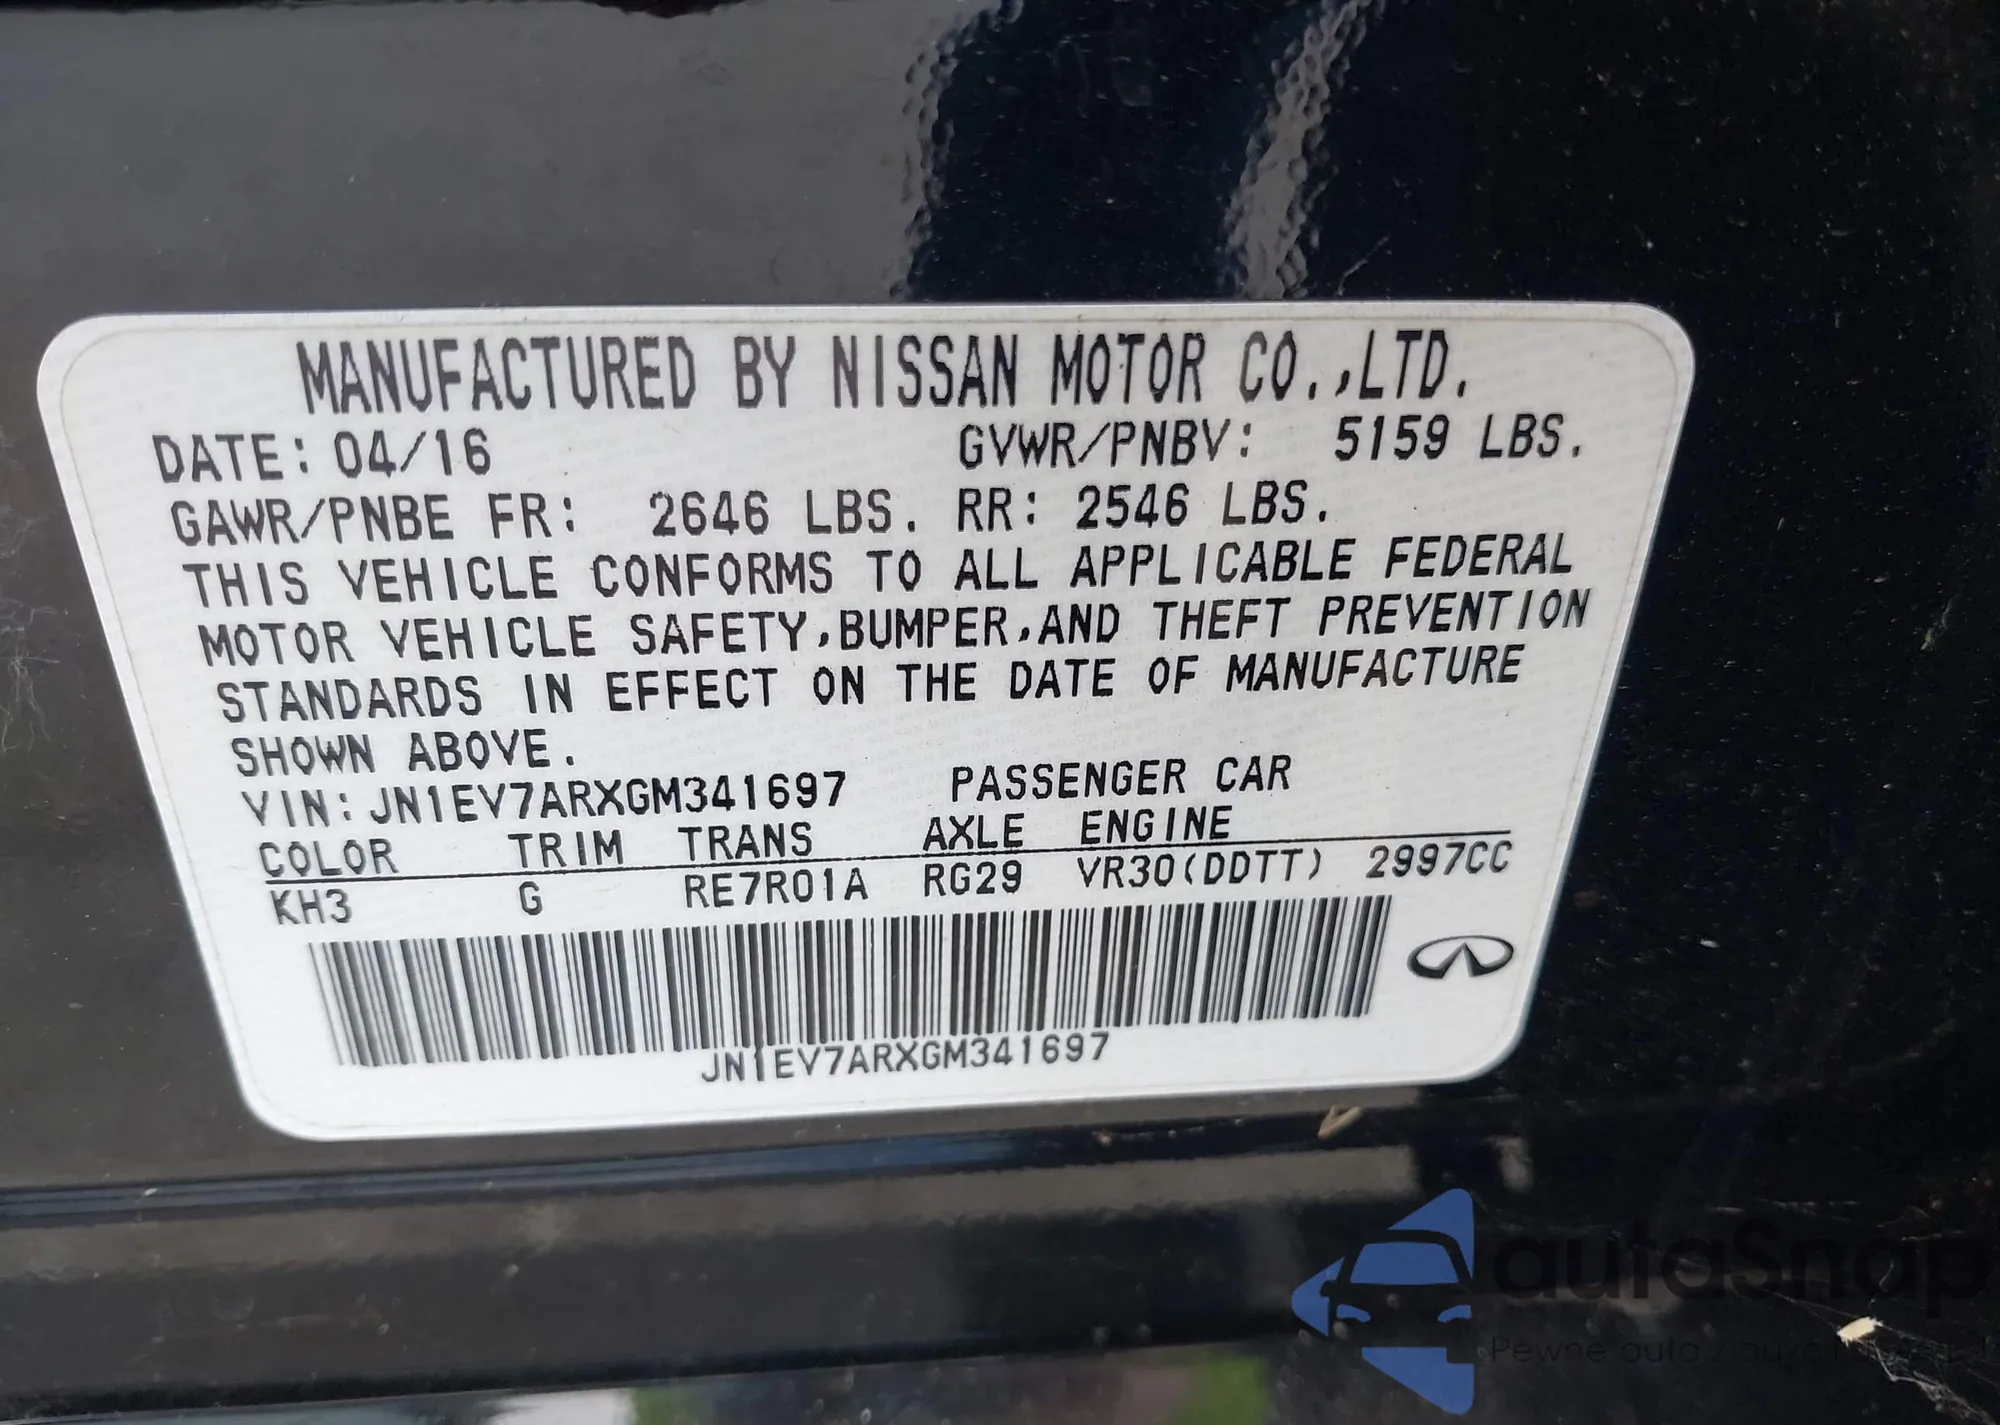 MANUFACTURED BY NISSAN MOTOR CO.,LTD.
DATE: 04/16 GVWR/PNBV: 5159 LBS.
GAWR/PNBE FR: 2646 LBS. RR: 2546 LBS.
THIS VEHICLE CONFORMS TO ALL APPLICABLE FEDERAL
MOTOR VEHICLE SAFETY,BUMPER,AND THEFT PREVENTION
STANDARDS IN EFFECT ON THE DATE OF MANUFACTURE
SHOWN ABOVE.
VIN: JN1EV7ARXGM341697 PASSENGER CAR
COLOR TRIM TRANS AXLE ENGINE
KH3 G RE7R01A RG29 VR30(DDTT) 2997CC
JN1EV7ARXGM341697
autaSnap
Pewne auta z